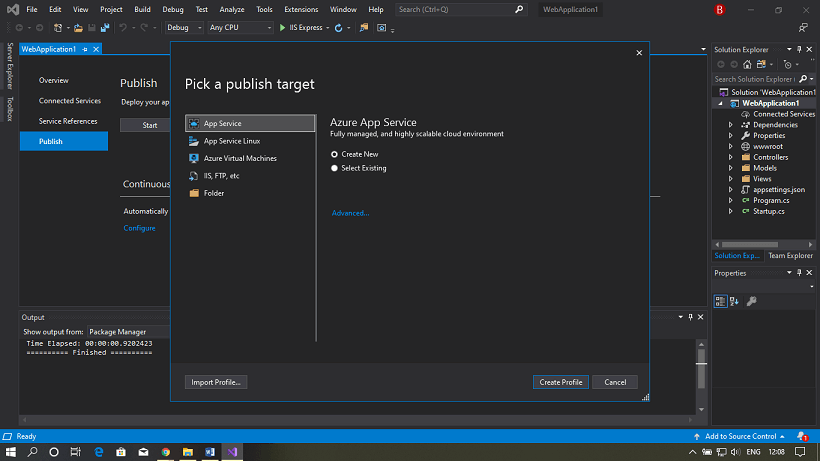 File Edit View Project Build Debug Test Analyze Tools Extensions Window Help Search (Ctrl+Q) WebApplication1 B
Debug Any CPU IIS Express
Server Explorer
Toolbox
WebApplication1
Overview
Connected Services
Service References
Publish
Publish
Deploy your ap
Start
Continuous
Automatically
Configure
Pick a publish target
App Service
App Service Linux
Azure Virtual Machines
IIS, FTP, etc
Folder
Azure App Service
Fully managed, and highly scalable cloud environment
Create New
Select Existing
Advanced...
Import Profile...
Create Profile
Cancel
Solution Explorer
Search Solution Explorer
Solution 'WebApplication1
WebApplication1
Connected Services
Dependencies
Properties
wwwroot
Controllers
Models
Views
appsettings.json
Program.cs
Startup.cs
Solution Exp... Team Explorer
Properties
Output
Show output from: Package Manager
Time Elapsed: 00:00:00.9202423
========== Finished ==========
Ready
Add to Source Control
1
ENG 12:08